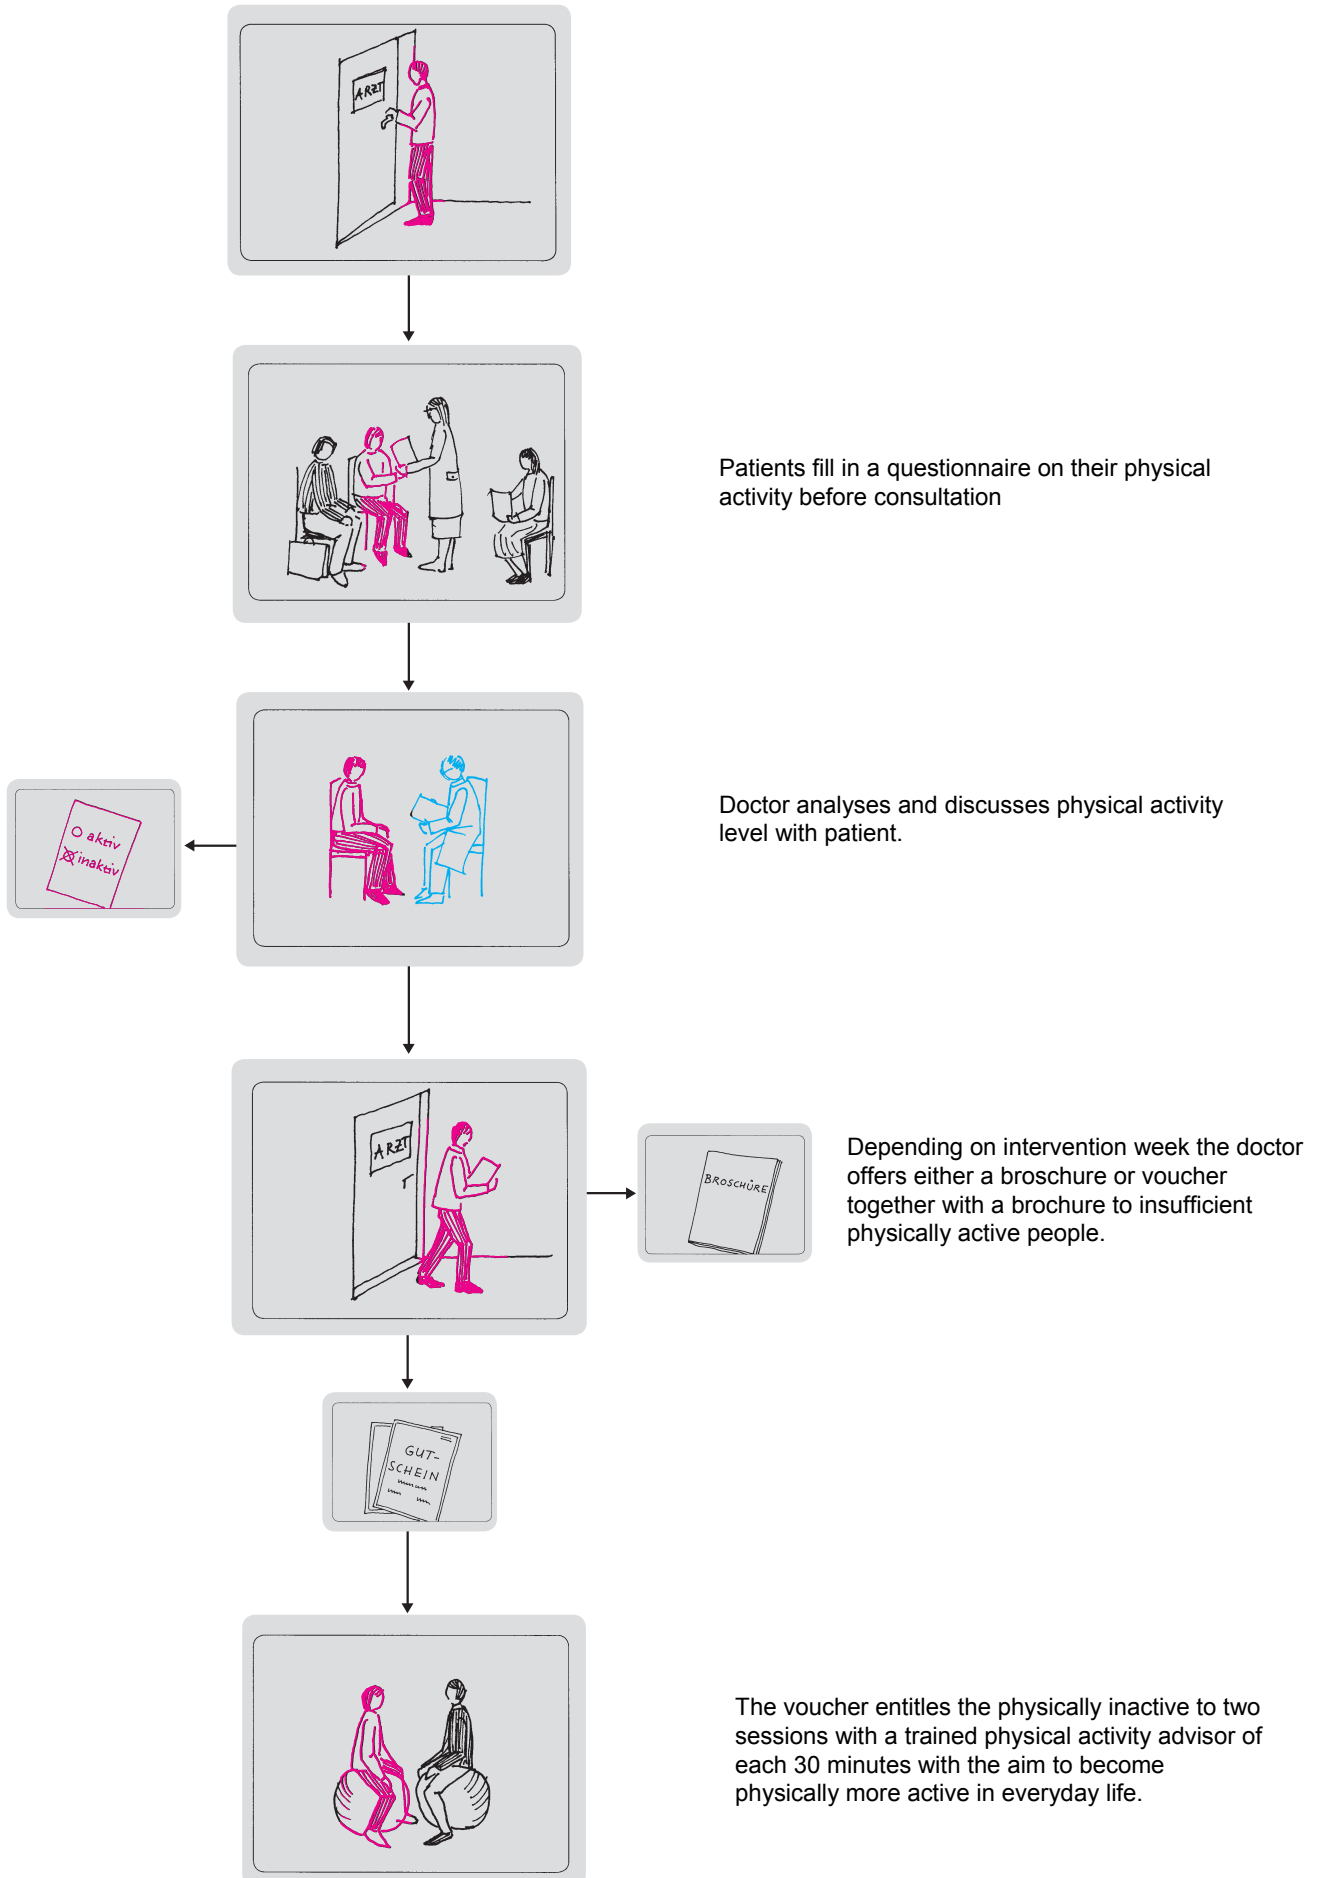 ARZT
Patients fill in a questionnaire on their physical
activity before consultation
Doctor analyses and discusses physical activity
level with patient.
aktiv
inaktiv
ARZT
BROSCHÜRE
Depending on intervention week the doctor
offers either a broschure or voucher
together with a brochure to insufficient
physically active people.
GUT-
SCHEIN
The voucher entitles the physically inactive to two
sessions with a trained physical activity advisor of
each 30 minutes with the aim to become
physically more active in everyday life.